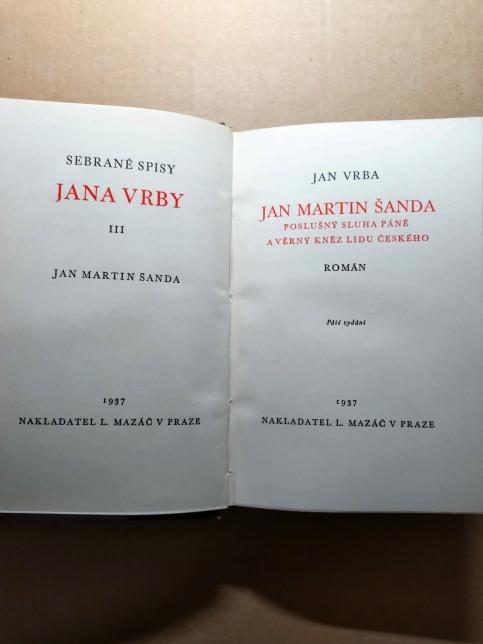 SEBRANÉ SPISY
JANA VRBY
III
JAN MARTIN ŠANDA
1937
NAKLADATEL L. MAZÁČ V PRAZE
JAN VRBA
JAN MARTIN ŠANDA
POSLUŠNÝ SLUHA PÁNĚ
A VĚRNÝ KNĚZ LIDU ČESKÉHO
ROMÁN
Páté vydání
1937
NAKLADATEL L. MAZÁČ V PRAZE